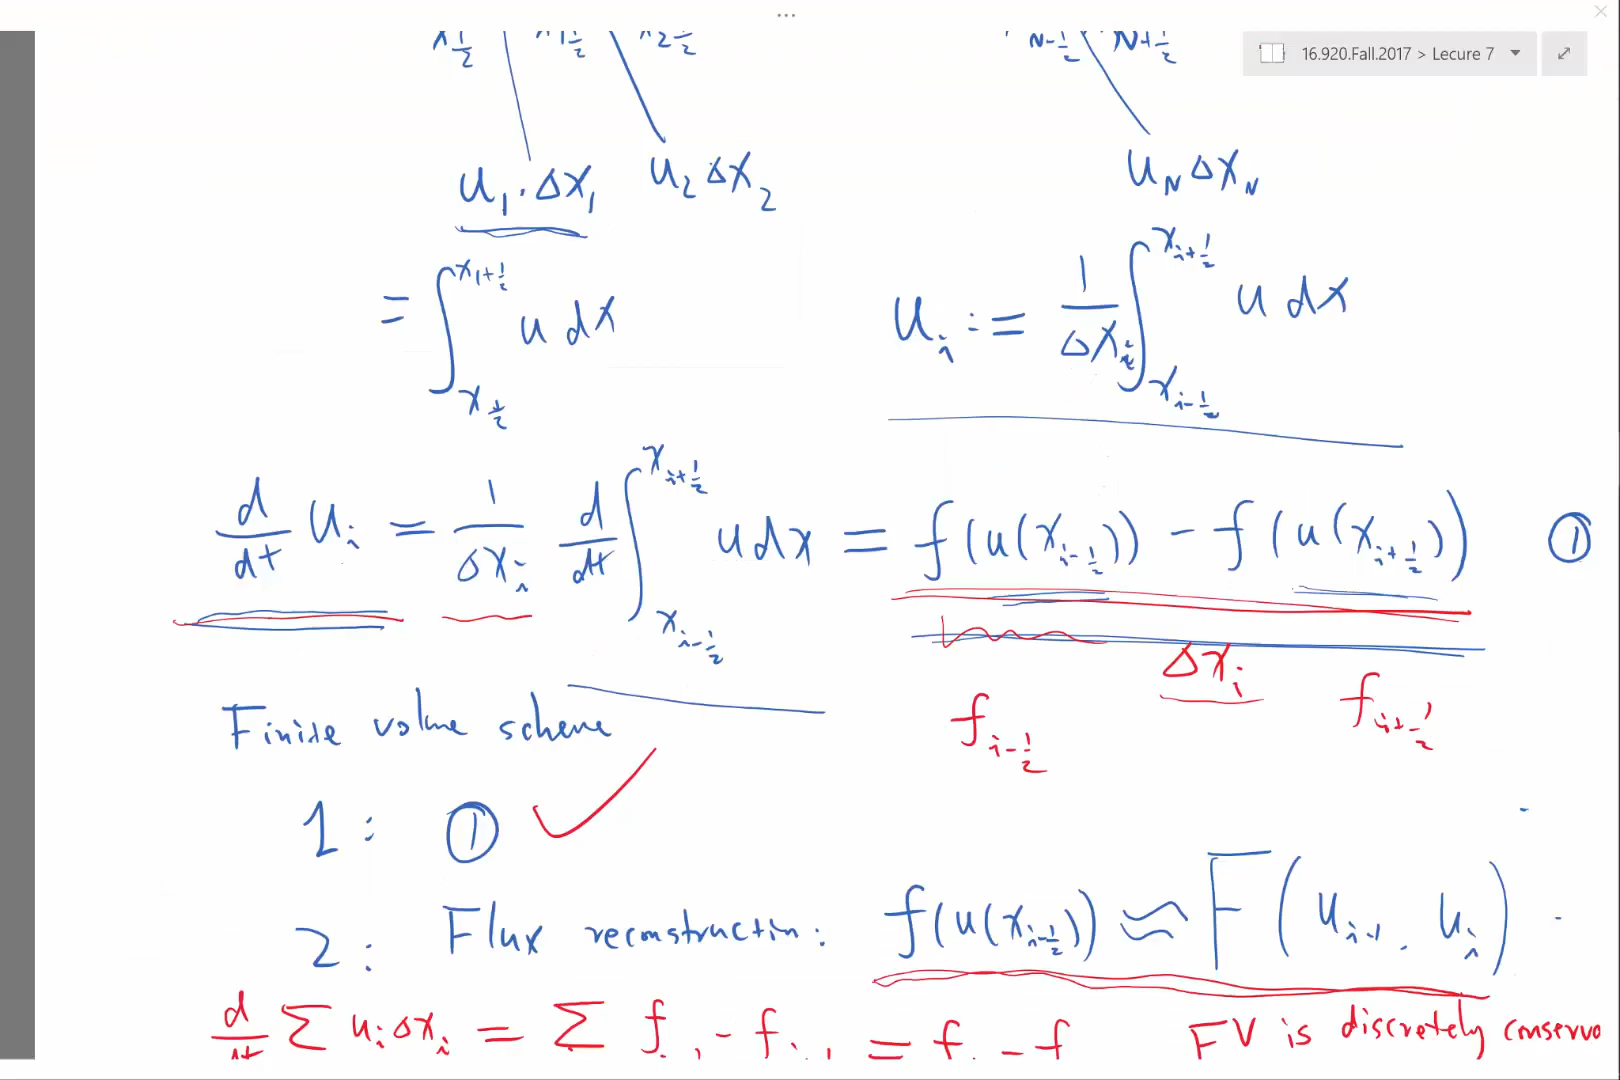 ...
16.920.Fall.2017 > Lecure 7
x_{1/2} x_{1 1/2} x_{2 1/2} N-1/2 N+1/2
u_1 · Δx_1 u_2 Δx_2 u_N Δx_N
= ∫_{x_{1/2}}^{x_{1+1/2}} u dx u_i := 1/Δx_i ∫_{x_{i-1/2}}^{x_{i+1/2}} u dx
d/dt u_i = 1/Δx_i d/dt ∫_{x_{i-1/2}}^{x_{i+1/2}} u dx = f(u(x_{i-1/2})) - f(u(x_{i+1/2})) ①
Δx_i
f_{i-1/2} f_{i+1/2}
Finite volume scheme
1: ①
2: Flux reconstruction: f(u(x_{i-1/2})) ≈ F(u_{i-1}, u_i)
d/dt Σ u_i Δx_i = Σ f - f = f - f FV is discretely conserva